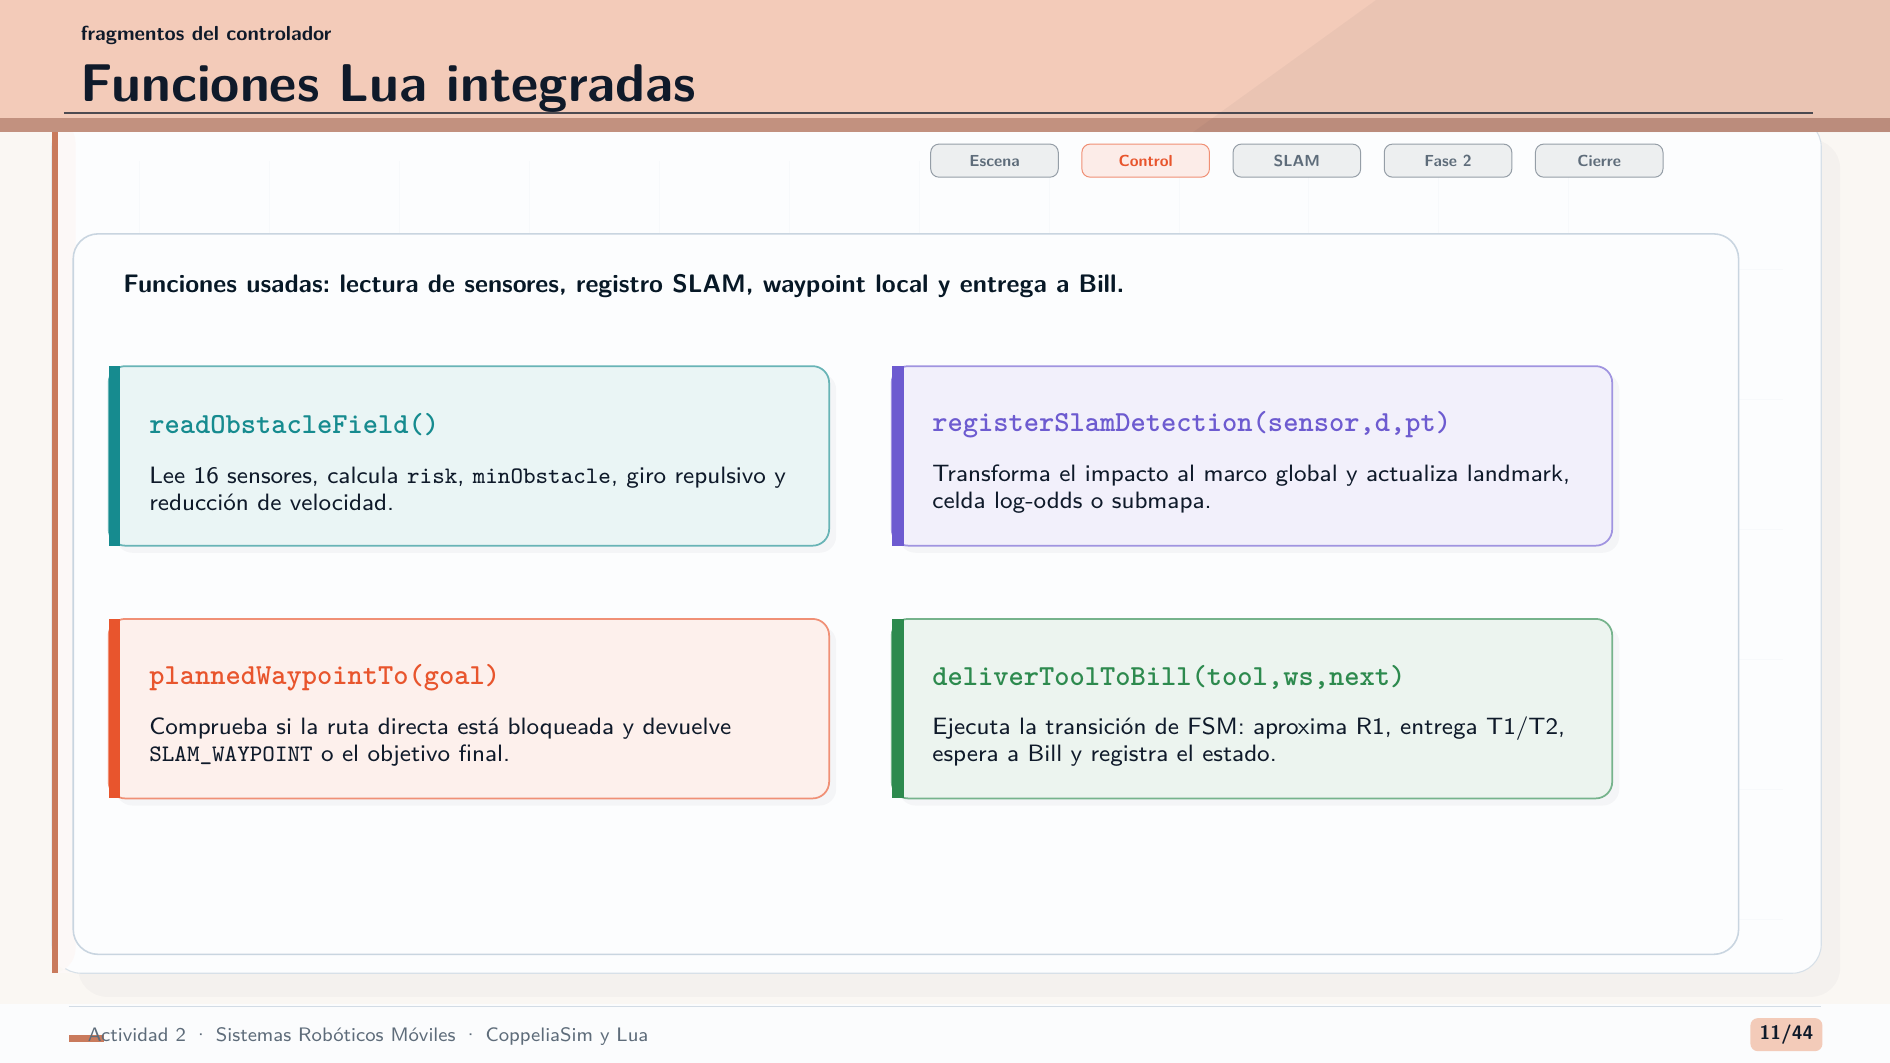 fragmentos del controlador
Funciones Lua integradas
Escena
Control
SLAM
Fase 2
Cierre
Funciones usadas: lectura de sensores, registro SLAM, waypoint local y entrega a Bill.
readObstacleField()
Lee 16 sensores, calcula risk, minObstacle, giro repulsivo y
reducción de velocidad.
registerSlamDetection(sensor,d,pt)
Transforma el impacto al marco global y actualiza landmark,
celda log-odds o submapa.
plannedWaypointTo(goal)
Comprueba si la ruta directa está bloqueada y devuelve
SLAM_WAYPOINT o el objetivo final.
deliverToolToBill(tool,ws,next)
Ejecuta la transición de FSM: aproxima R1, entrega T1/T2,
espera a Bill y registra el estado.
Actividad 2 · Sistemas Robóticos Móviles · CoppeliaSim y Lua
11/44